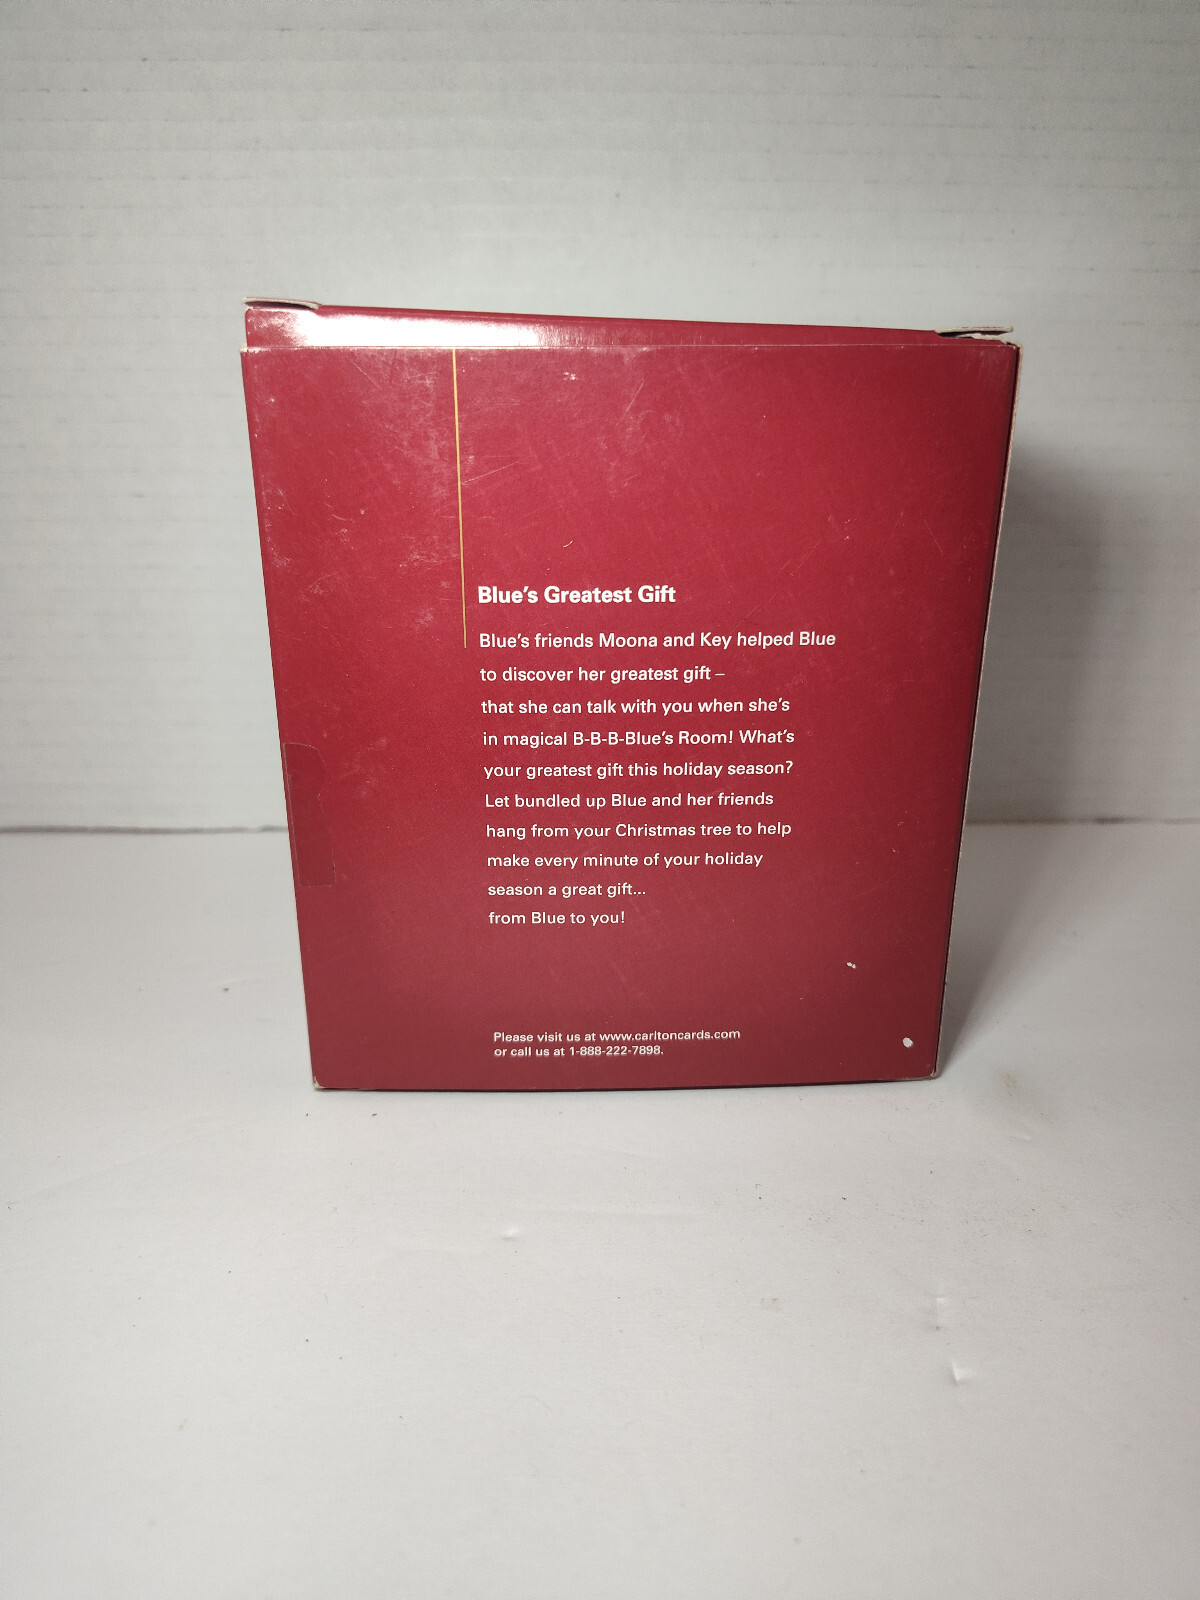 Blue's Greatest Gift
Blue's friends Moona and Key helped Blue
to discover her greatest gift –
that she can talk with you when she's
in magical B-B-B-Blue's Room! What's
your greatest gift this holiday season?
Let bundled up Blue and her friends
hang from your Christmas tree to help
make every minute of your holiday
season a great gift...
from Blue to you!
Please visit us at www.carltoncards.com
or call us at 1-888-222-7898.